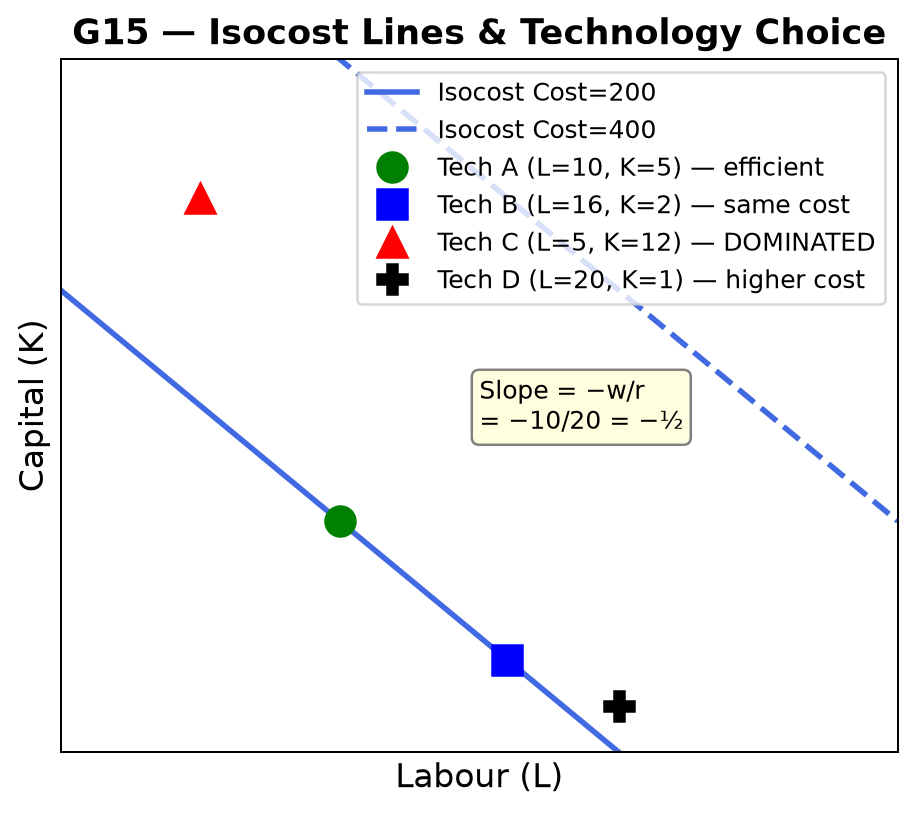 G15 — Isocost Lines & Technology Choice
Isocost Cost=200
Isocost Cost=400
Tech A (L=10, K=5) — efficient
Tech B (L=16, K=2) — same cost
Tech C (L=5, K=12) — DOMINATED
Tech D (L=20, K=1) — higher cost
Slope = −w/r
= −10/20 = −½
Capital (K)
Labour (L)